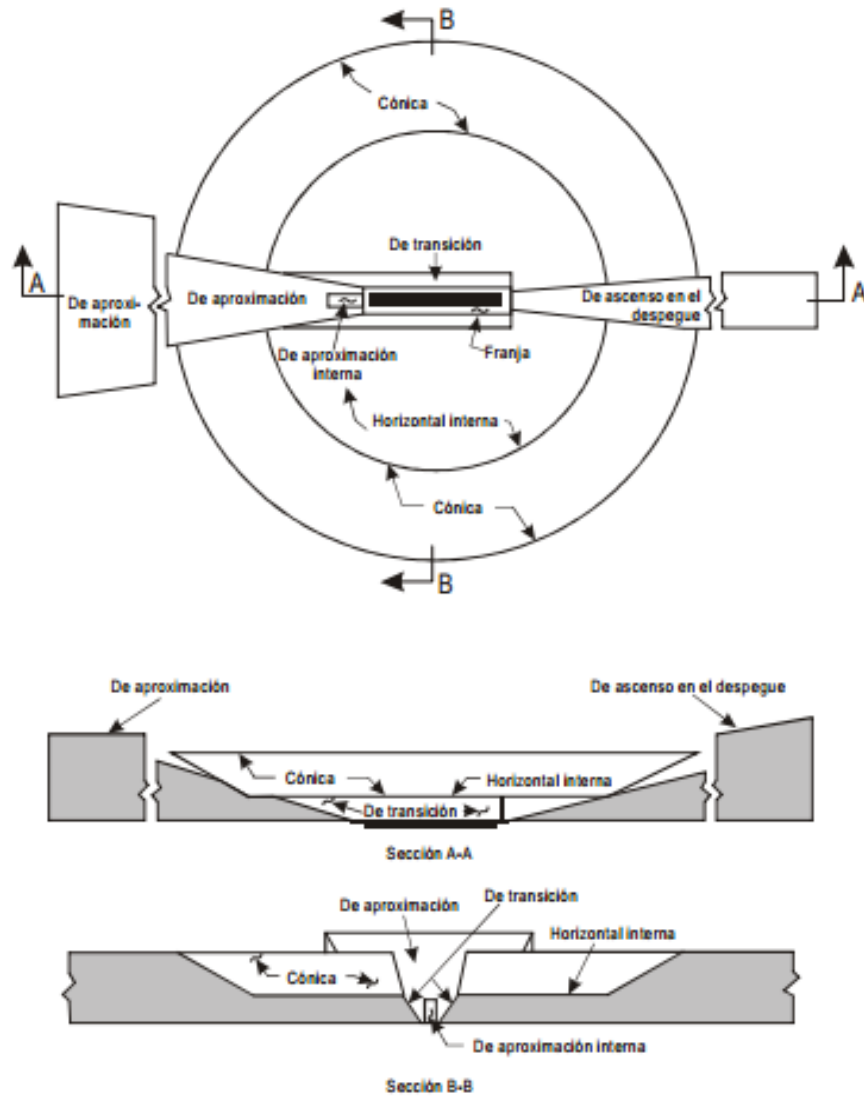 B
Cónica
A
De aproxi-
mación
De aproximación
De transición
De ascenso en el
despegue
A
De aproximación
interna
Franja
Horizontal interna
Cónica
B
De aproximación
De ascenso en el despegue
Cónica
Horizontal interna
De transición
Sección A-A
De transición
De aproximación
Horizontal interna
Cónica
De aproximación interna
Sección B-B